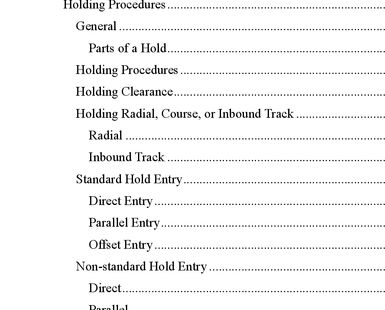 Holding Procedures
General
Parts of a Hold
Holding Procedures
Holding Clearance
Holding Radial, Course, or Inbound Track
Radial
Inbound Track
Standard Hold Entry
Direct Entry
Parallel Entry
Offset Entry
Non-standard Hold Entry
Direct
Parallel